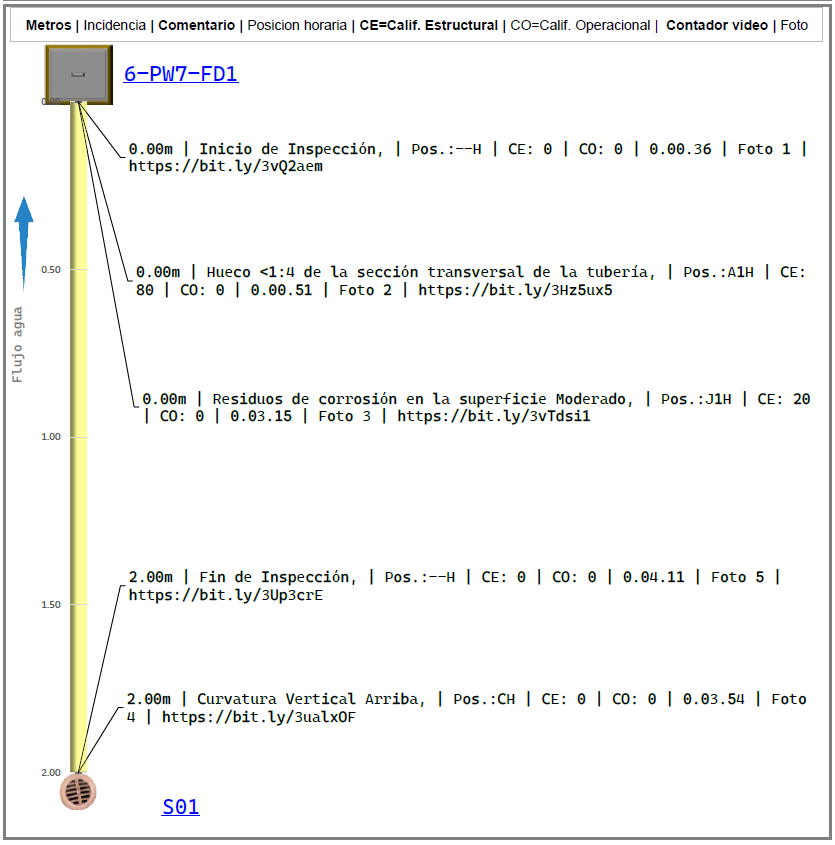 Metros | Incidencia | Comentario | Posicion horaria | CE=Calif. Estructural | CO=Calif. Operacional | Contador video | Foto
6-PW7-FD1
0.00
0.00m | Inicio de Inspección, | Pos.:--H | CE: 0 | CO: 0 | 0.00.36 | Foto 1 |
https://bit.ly/3vQ2aem
0.50
0.00m | Hueco <1:4 de la sección transversal de la tubería, | Pos.:A1H | CE:
80 | CO: 0 | 0.00.51 | Foto 2 | https://bit.ly/3Hz5ux5
Flujo agua
0.00m | Residuos de corrosión en la superficie Moderado, | Pos.:J1H | CE: 20
| CO: 0 | 0.03.15 | Foto 3 | https://bit.ly/3vTdsi1
1.00
2.00m | Fin de Inspección, | Pos.:--H | CE: 0 | CO: 0 | 0.04.11 | Foto 5 |
https://bit.ly/3Up3crE
1.50
2.00m | Curvatura Vertical Arriba, | Pos.:CH | CE: 0 | CO: 0 | 0.03.54 | Foto
4 | https://bit.ly/3ualxOF
2.00
S01